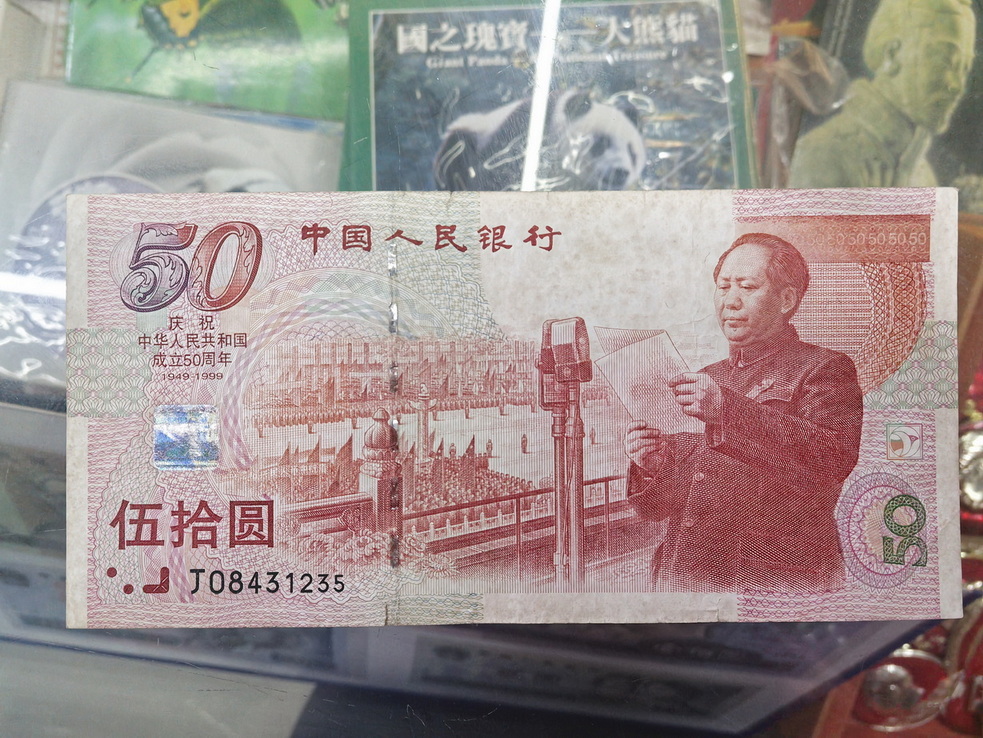 國之瑰寶——大熊貓
Giant Panda
Treasure
50
中国人民银行
50505050
庆祝
中华人民共和国
成立50周年
1949-1999
伍拾圆
J08431235
50